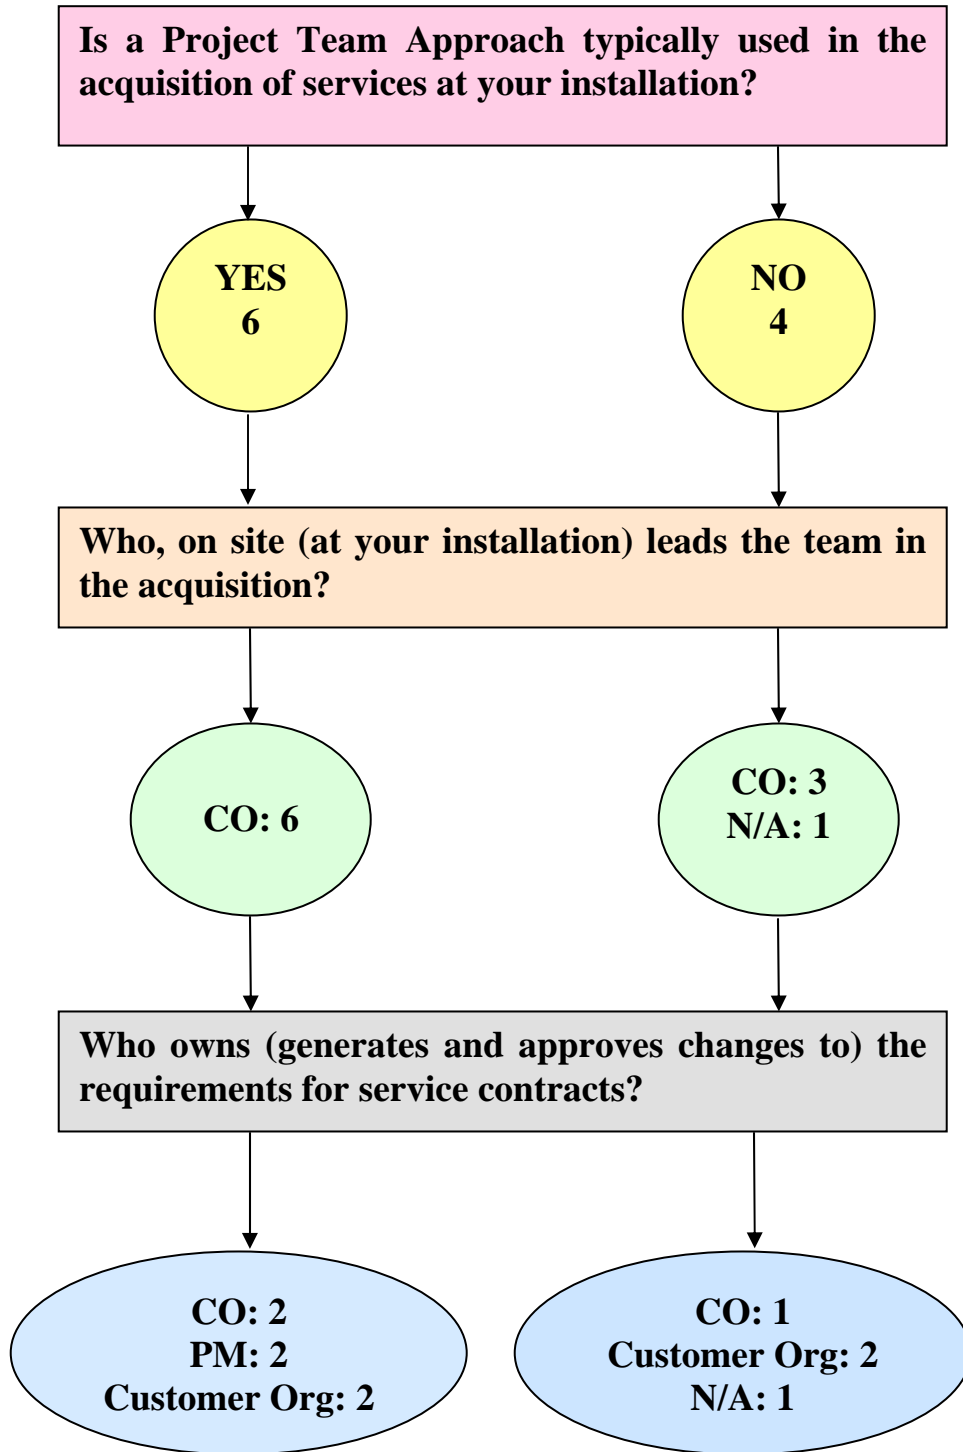 Is a Project Team Approach typically used in the
acquisition of services at your installation?
YES
6
NO
4
Who, on site (at your installation) leads the team in
the acquisition?
CO: 6
CO: 3
N/A: 1
Who owns (generates and approves changes to) the
requirements for service contracts?
CO: 2
PM: 2
Customer Org: 2
CO: 1
Customer Org: 2
N/A: 1